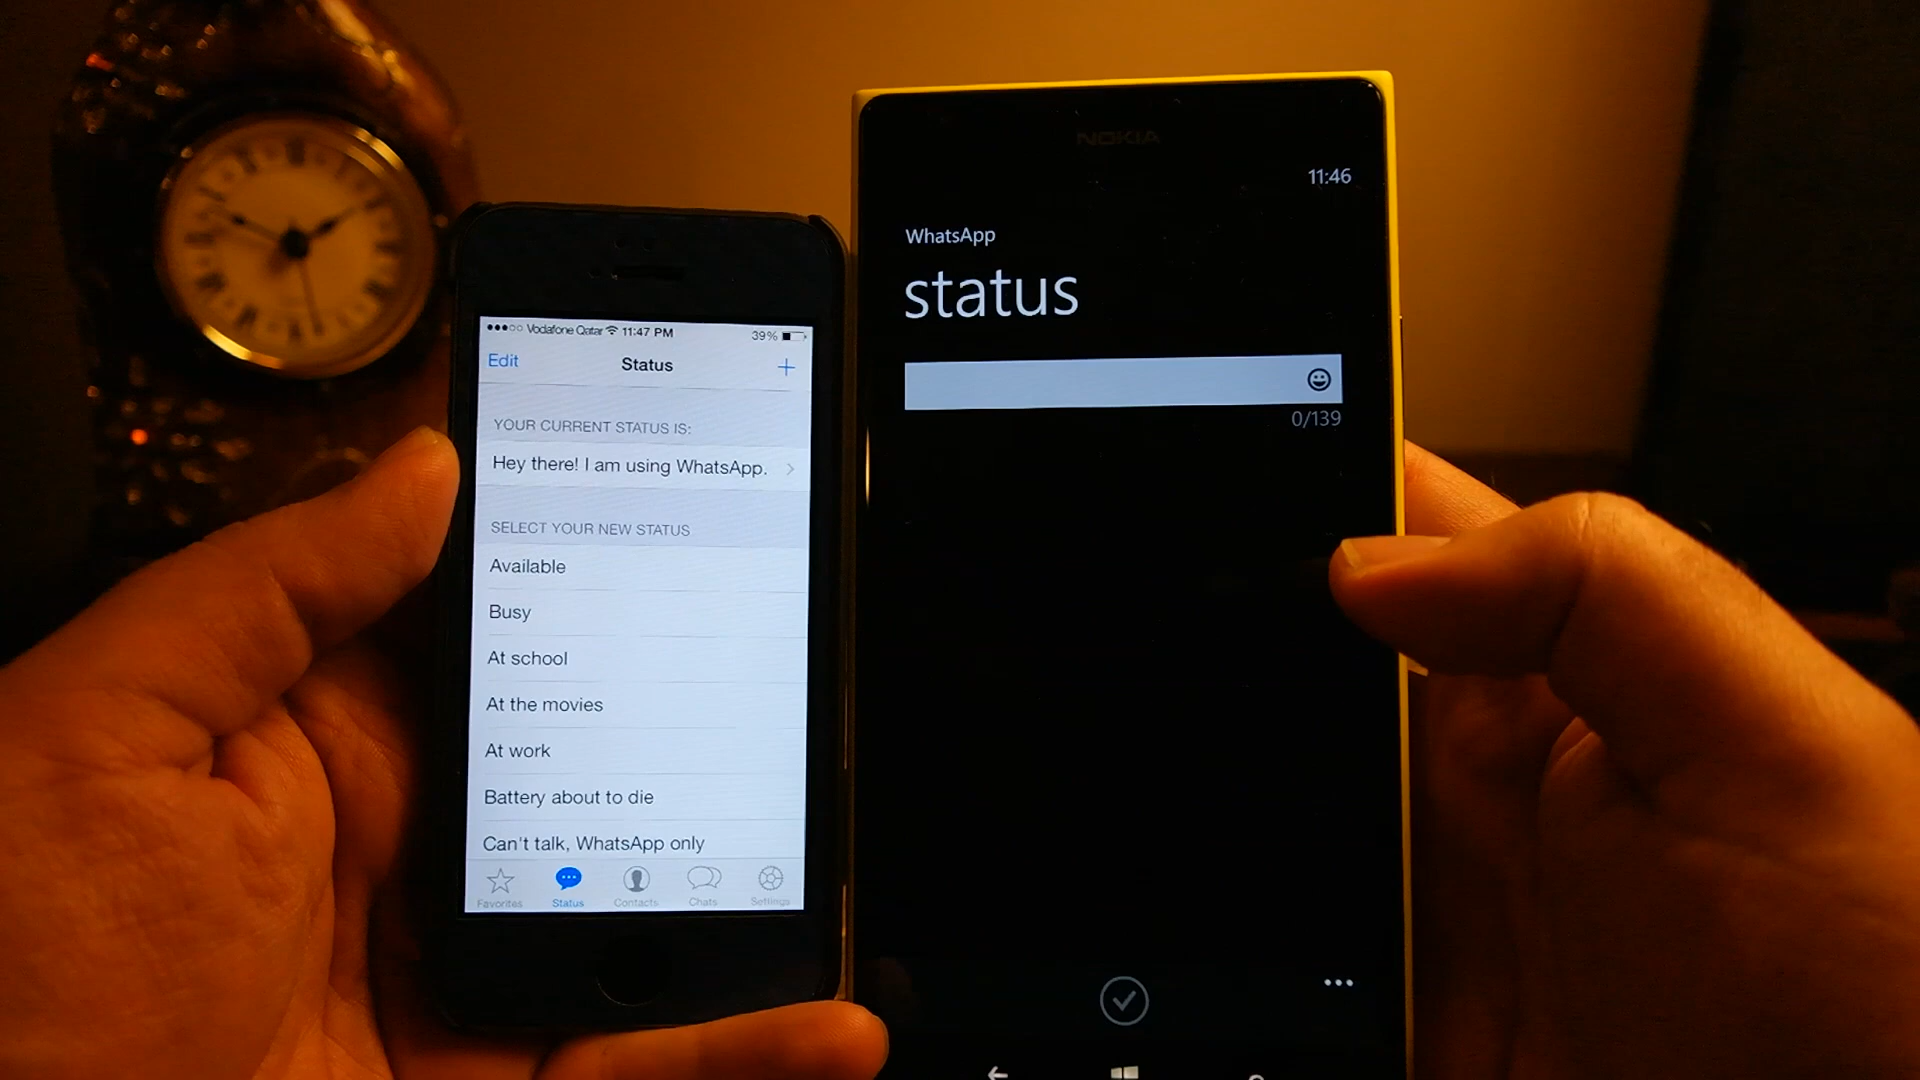 Vodafone Qatar 11:47 PM
39%
Edit
Status
+
YOUR CURRENT STATUS IS:
Hey there! I am using WhatsApp.
SELECT YOUR NEW STATUS
Available
Busy
At school
At the movies
At work
Battery about to die
Can't talk, WhatsApp only
Favorites
Status
Contacts
Chats
Settings
NOKIA
11:46
WhatsApp
status
0/139